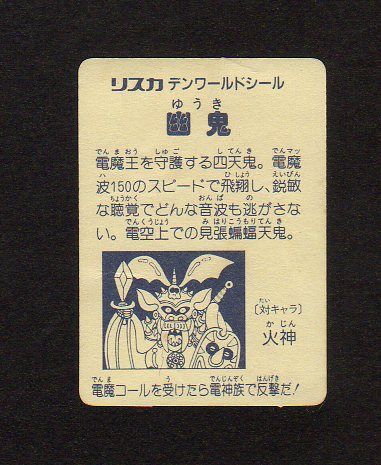 リスカ デンワールドシール
ゆうき
幽鬼
でんまおう しゅご してんき でんマッ
電魔王を守護する四天鬼。電魔
ハ ひしょう えいびん
波150のスピードで飛翔し、鋭敏
ちょうかく おんぱ の
な聴覚でどんな音波も逃がさな
でんくうじょう みはりこうもりてんき
い。電空上での見張蝙蝠天鬼。
たい
〔対キャラ〕
かじん
火神
でんま う でんじんぞく はんげき
電魔コールを受けたら電神族で反撃だ！